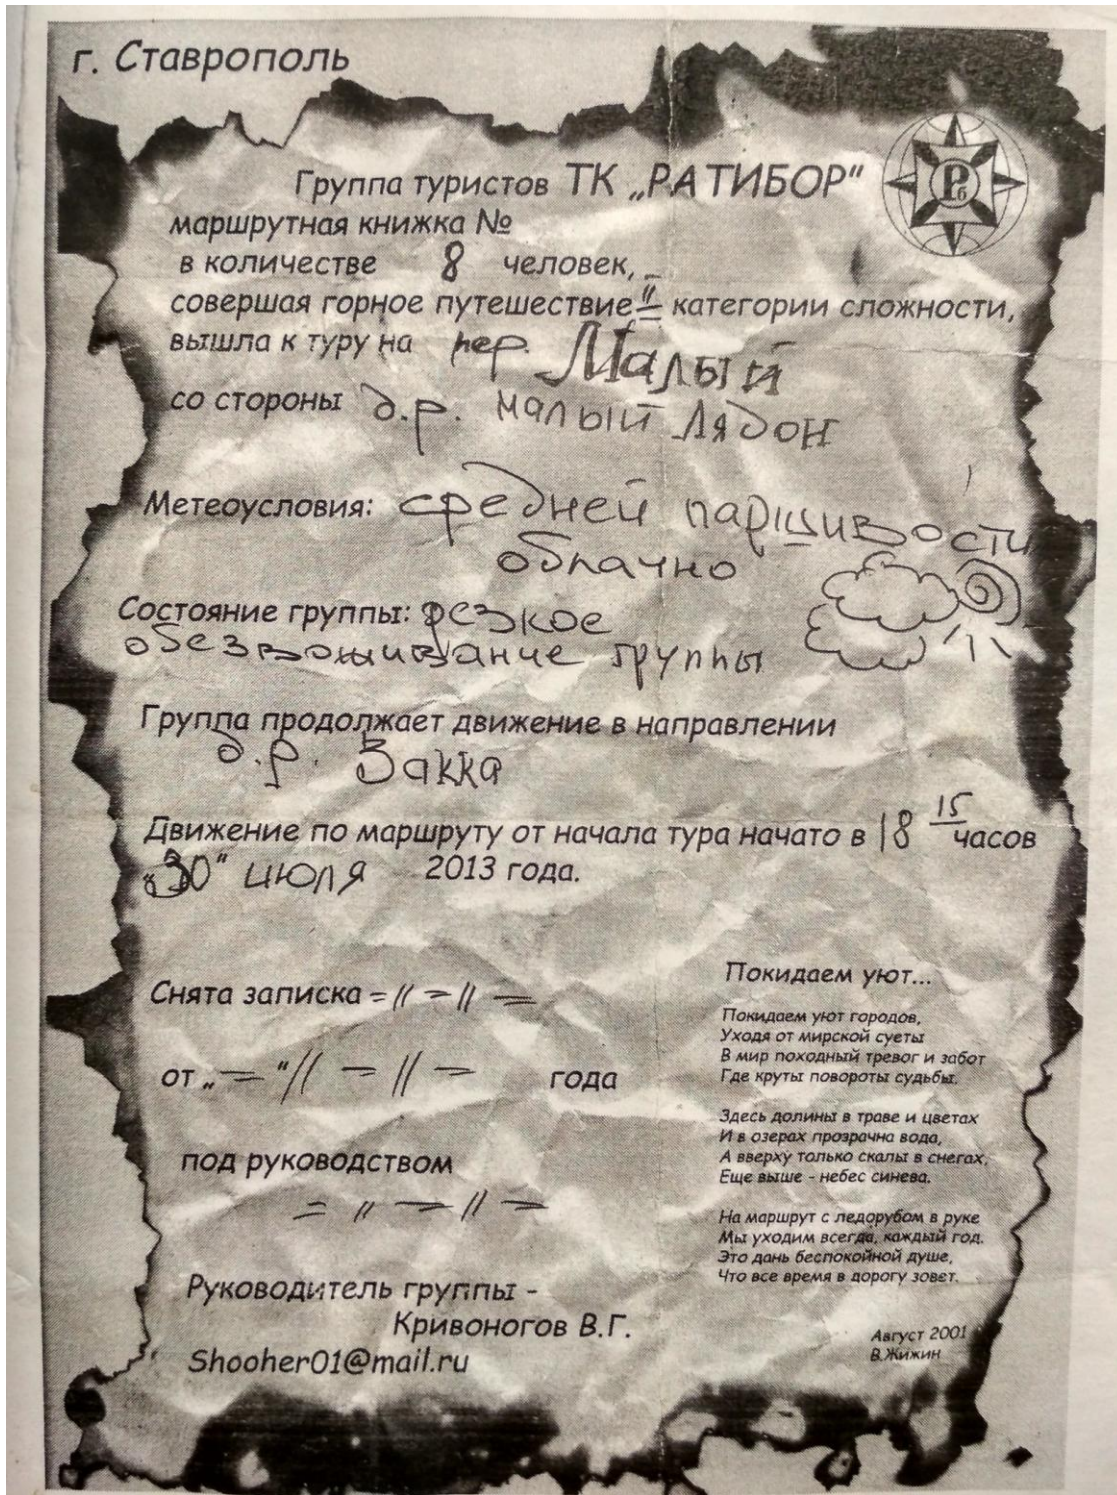 г. Ставрополь
Группа туристов ТК „РАТИБОР"
маршрутная книжка №
в количестве 8 человек,
совершая горное путешествие II категории сложности,
вышла к туру на пер. Малый
со стороны д.р. малый Лядон
Метеоусловия: средней паршивости
облачно
Состояние группы: резкое
обезвоживание группы
Группа продолжает движение в направлении
д.р. Закка
Движение по маршруту от начала тура начато в 18 15 часов
„30" июля 2013 года.
Снята записка = // = // =
от „ = " // = // = года
под руководством
= // = // =
Руководитель группы -
Кривоногов В.Г.
Shooher01@mail.ru
Покидаем уют...
Покидаем уют городов,
Уходя от мирской суеты
В мир походный тревог и забот
Где круты повороты судьбы.
Здесь долины в траве и цветах
И в озерах прозрачна вода,
А вверху только скалы в снегах,
Еще выше - небес синева.
На маршрут с ледорубом в руке
Мы уходим всегда, каждый год.
Это дань беспокойной душе,
Что все время в дорогу зовет.
Август 2001
В.Жижин